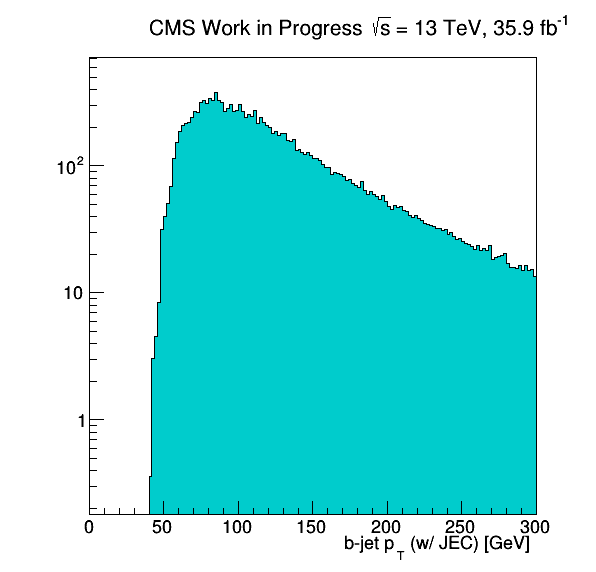 CMS Work in Progress √s = 13 TeV, 35.9 fb⁻¹
10²
10
1
0 50 100 150 200 250 300
b-jet p_T (w/ JEC) [GeV]